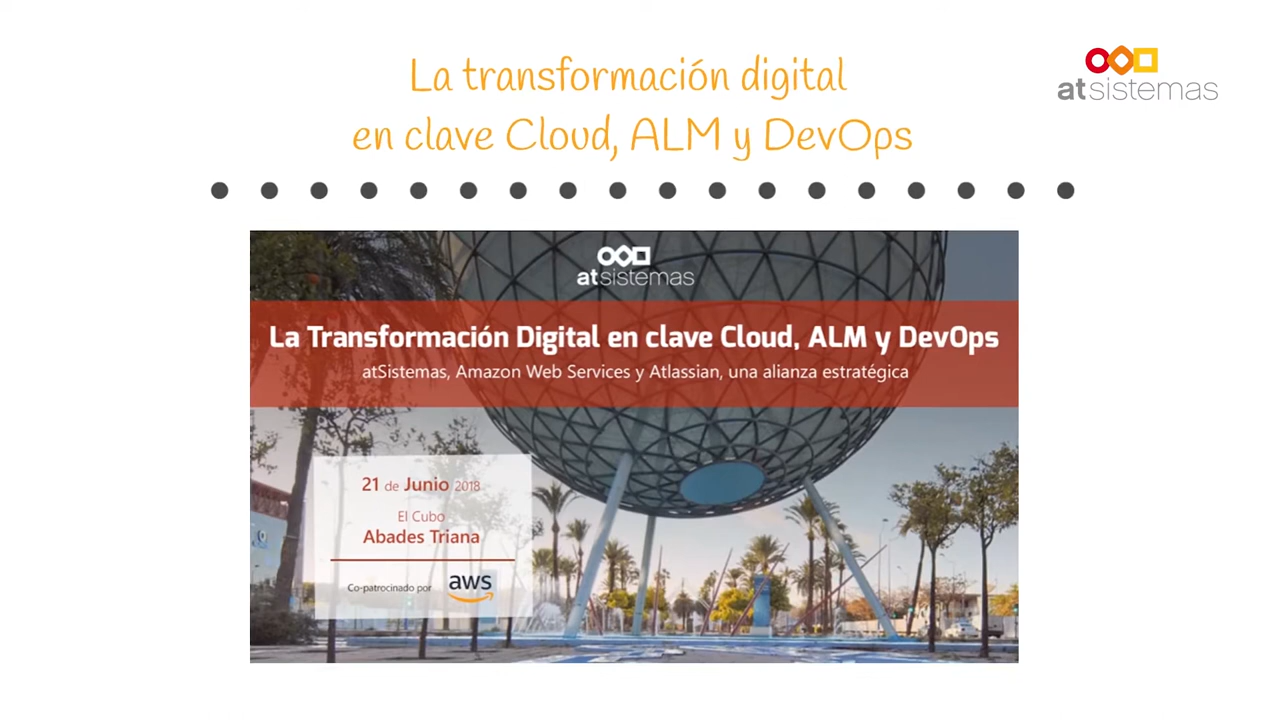 La transformación digital
en clave Cloud, ALM y DevOps
atsistemas
atsistemas
La Transformación Digital en clave Cloud, ALM y DevOps
atSistemas, Amazon Web Services y Atlassian, una alianza estratégica
21 de Junio 2018
El Cubo
Abades Triana
Co-patrocinado por aws